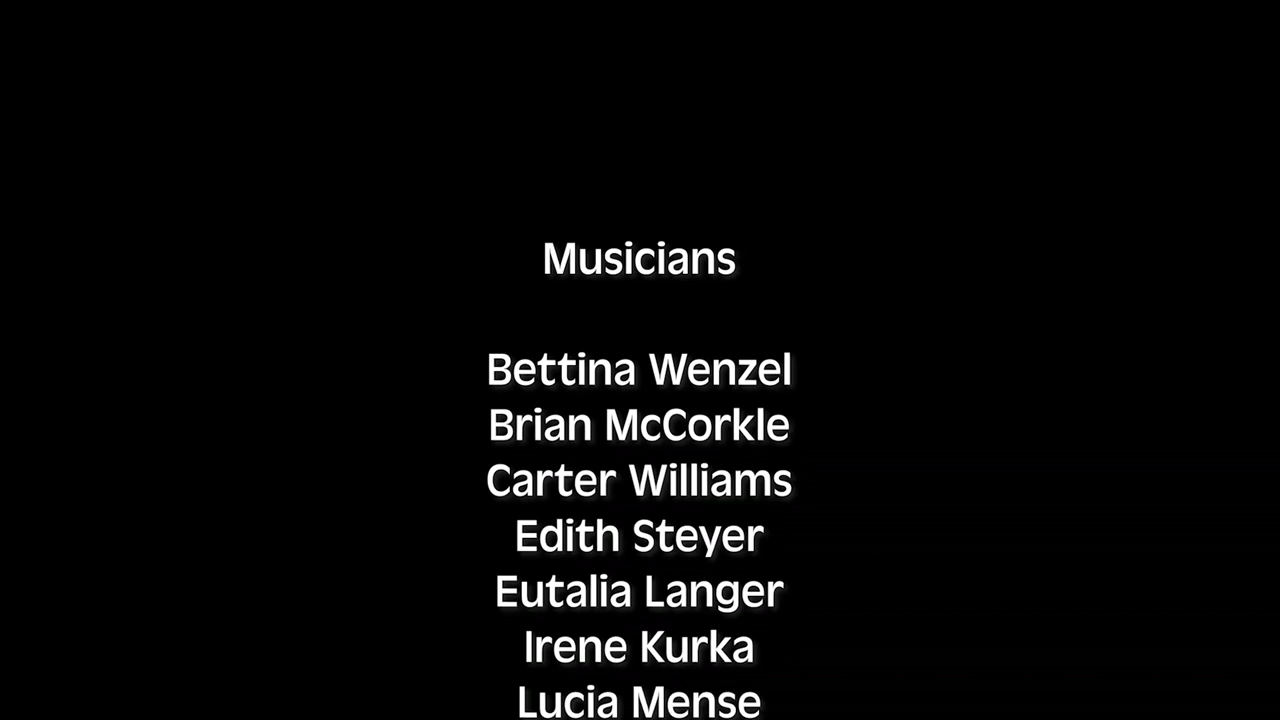 Musicians
Bettina Wenzel
Brian McCorkle
Carter Williams
Edith Steyer
Eutalia Langer
Irene Kurka
Lucia Mense